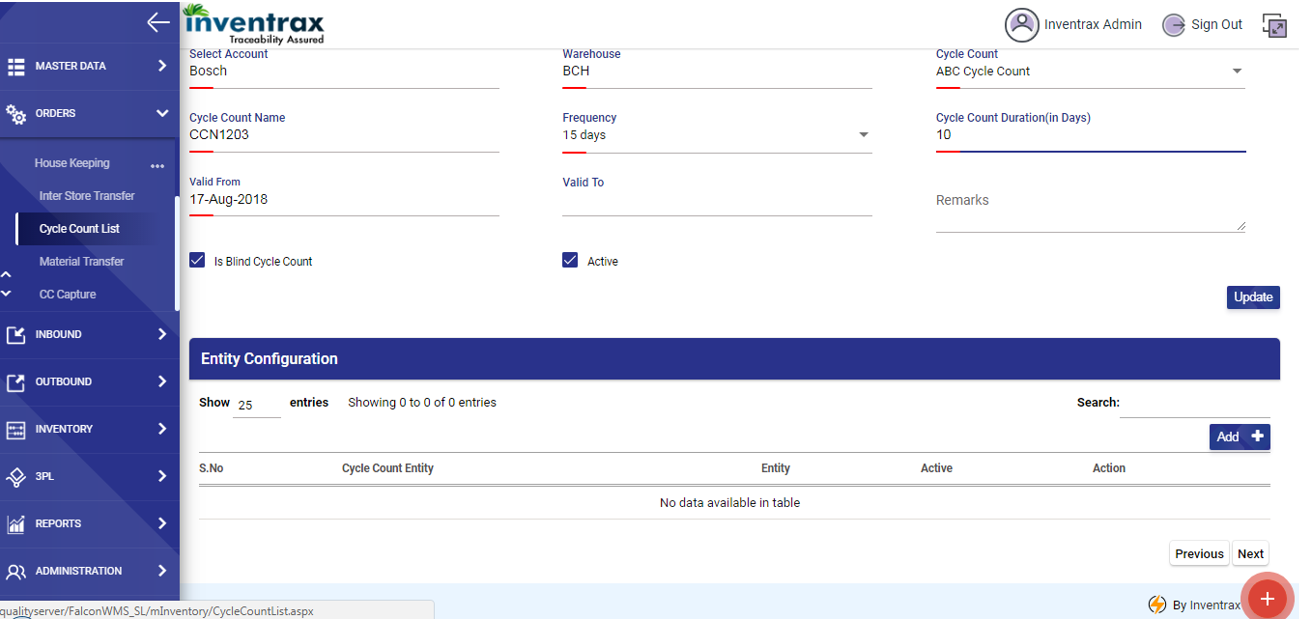 inventrax
Traceability Assured
Inventrax Admin
Sign Out
MASTER DATA
ORDERS
House Keeping ...
Inter Store Transfer
Cycle Count List
Material Transfer
CC Capture
INBOUND
OUTBOUND
INVENTORY
3PL
REPORTS
ADMINISTRATION
Select Account Warehouse Cycle Count
Bosch BCH ABC Cycle Count
Cycle Count Name Frequency Cycle Count Duration(in Days)
CCN1203 15 days 10
Valid From Valid To
17-Aug-2018 Remarks
Is Blind Cycle Count Active
Update
Entity Configuration
Show 25 entries Showing 0 to 0 of 0 entries Search:
Add +
S.No Cycle Count Entity Entity Active Action
No data available in table
Previous Next
By Inventrax +
qualityserver/FalconWMS_SL/mInventory/CycleCountList.aspx